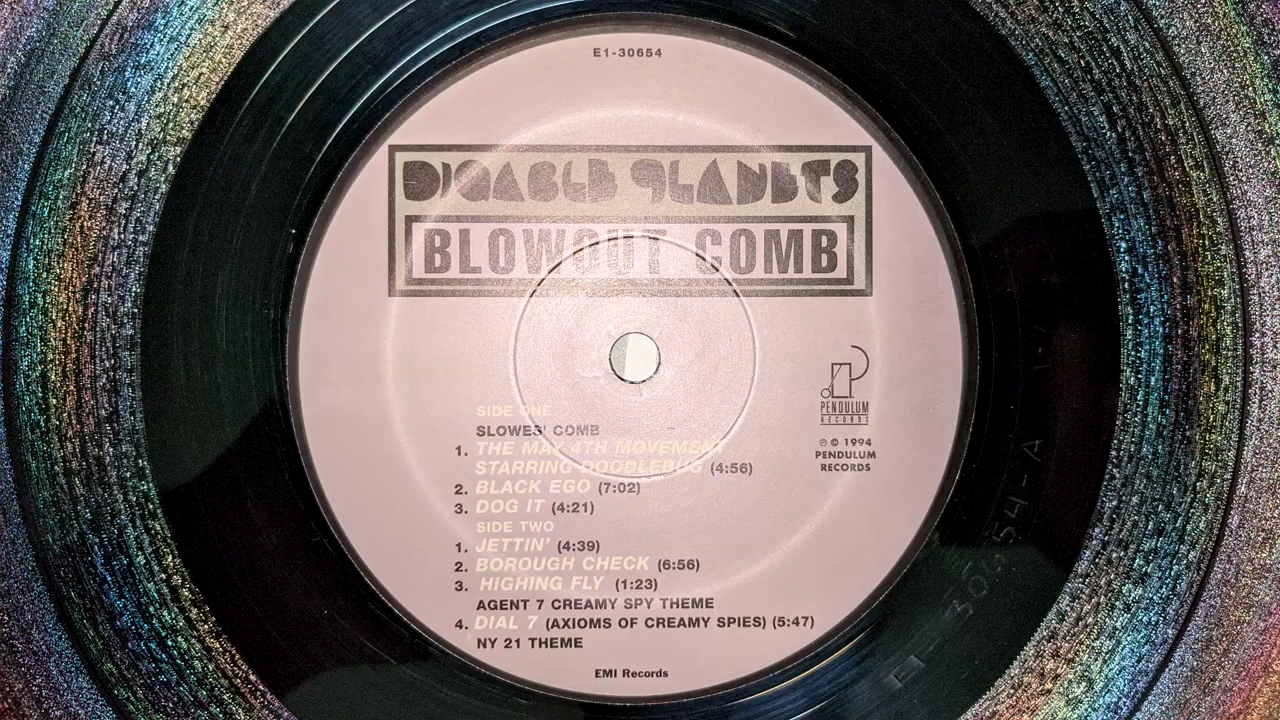 E1-30654
DIGABLE PLANETS
BLOWOUT COMB
SIDE ONE
SLOWES' COMB
1. THE MAY 4TH MOVEMENT
STARRING DOODLEBUG (4:56)
2. BLACK EGO (7:02)
3. DOG IT (4:21)
SIDE TWO
1. JETTIN' (4:39)
2. BOROUGH CHECK (6:56)
3. HIGHING FLY (1:23)
AGENT 7 CREAMY SPY THEME
4. DIAL 7 (AXIOMS OF CREAMY SPIES) (5:47)
NY 21 THEME
PENDULUM
RECORDS
℗ © 1994
PENDULUM
RECORDS
EMI Records